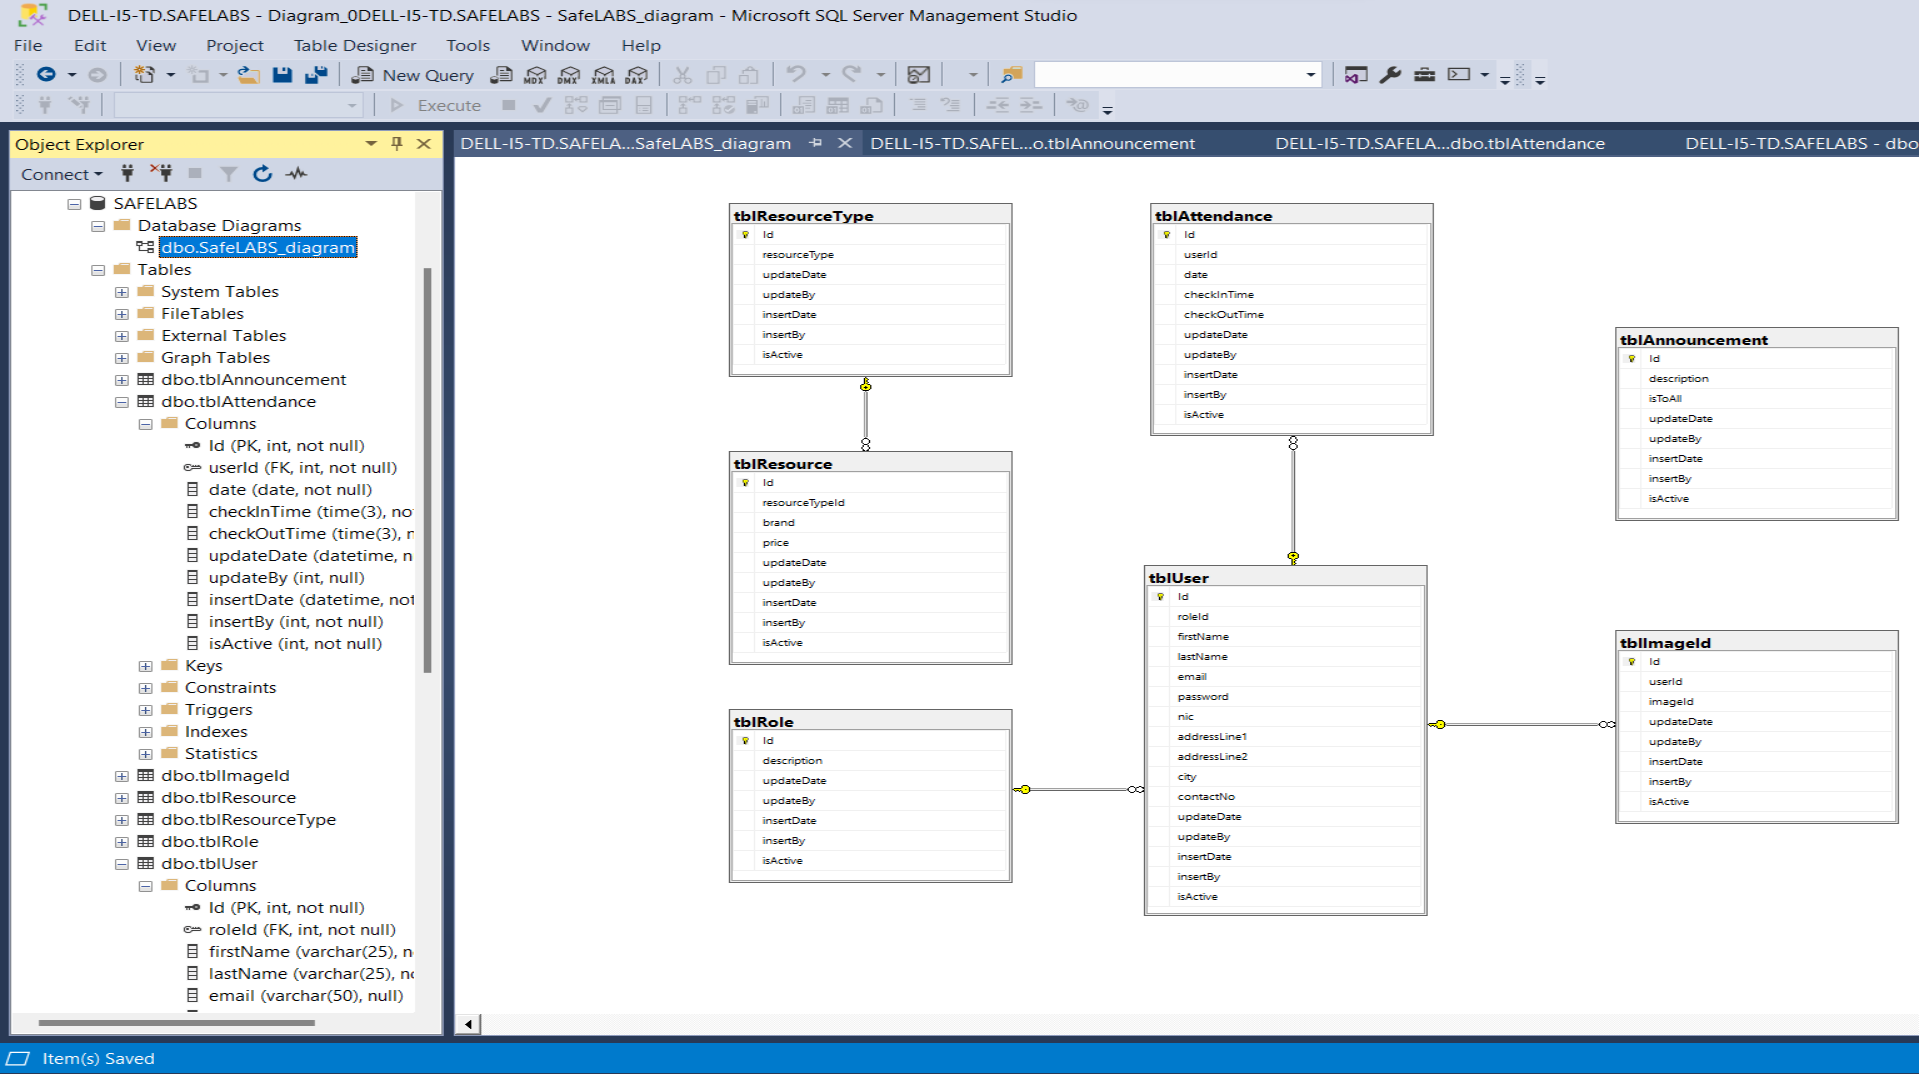 DELL-I5-TD.SAFELABS - Diagram_0DELL-I5-TD.SAFELABS - SafeLABS_diagram - Microsoft SQL Server Management Studio
File Edit View Project Table Designer Tools Window Help
New Query MDX DMX XMLA DAX
Execute
Object Explorer
Connect
SAFELABS
Database Diagrams
dbo.SafeLABS_diagram
Tables
System Tables
FileTables
External Tables
Graph Tables
dbo.tblAnnouncement
dbo.tblAttendance
Columns
Id (PK, int, not null)
userId (FK, int, not null)
date (date, not null)
checkInTime (time(3), no
checkOutTime (time(3), n
updateDate (datetime, n
updateBy (int, null)
insertDate (datetime, not
insertBy (int, not null)
isActive (int, not null)
Keys
Constraints
Triggers
Indexes
Statistics
dbo.tblImageId
dbo.tblResource
dbo.tblResourceType
dbo.tblRole
dbo.tblUser
Columns
Id (PK, int, not null)
roleId (FK, int, not null)
firstName (varchar(25), n
lastName (varchar(25), no
email (varchar(50), null)
DELL-I5-TD.SAFELA...SafeLABS_diagram DELL-I5-TD.SAFEL...o.tblAnnouncement DELL-I5-TD.SAFELA...dbo.tblAttendance DELL-I5-TD.SAFELABS - dbo
tblResourceType
Id
resourceType
updateDate
updateBy
insertDate
insertBy
isActive
tblResource
Id
resourceTypeId
brand
price
updateDate
updateBy
insertDate
insertBy
isActive
tblRole
Id
description
updateDate
updateBy
insertDate
insertBy
isActive
tblAttendance
Id
userId
date
checkInTime
checkOutTime
updateDate
updateBy
insertDate
insertBy
isActive
tblUser
Id
roleId
firstName
lastName
email
password
nic
addressLine1
addressLine2
city
contactNo
updateDate
updateBy
insertDate
insertBy
isActive
tblAnnouncement
Id
description
isToAll
updateDate
updateBy
insertDate
insertBy
isActive
tblImageId
Id
userId
imageId
updateDate
updateBy
insertDate
insertBy
isActive
Item(s) Saved